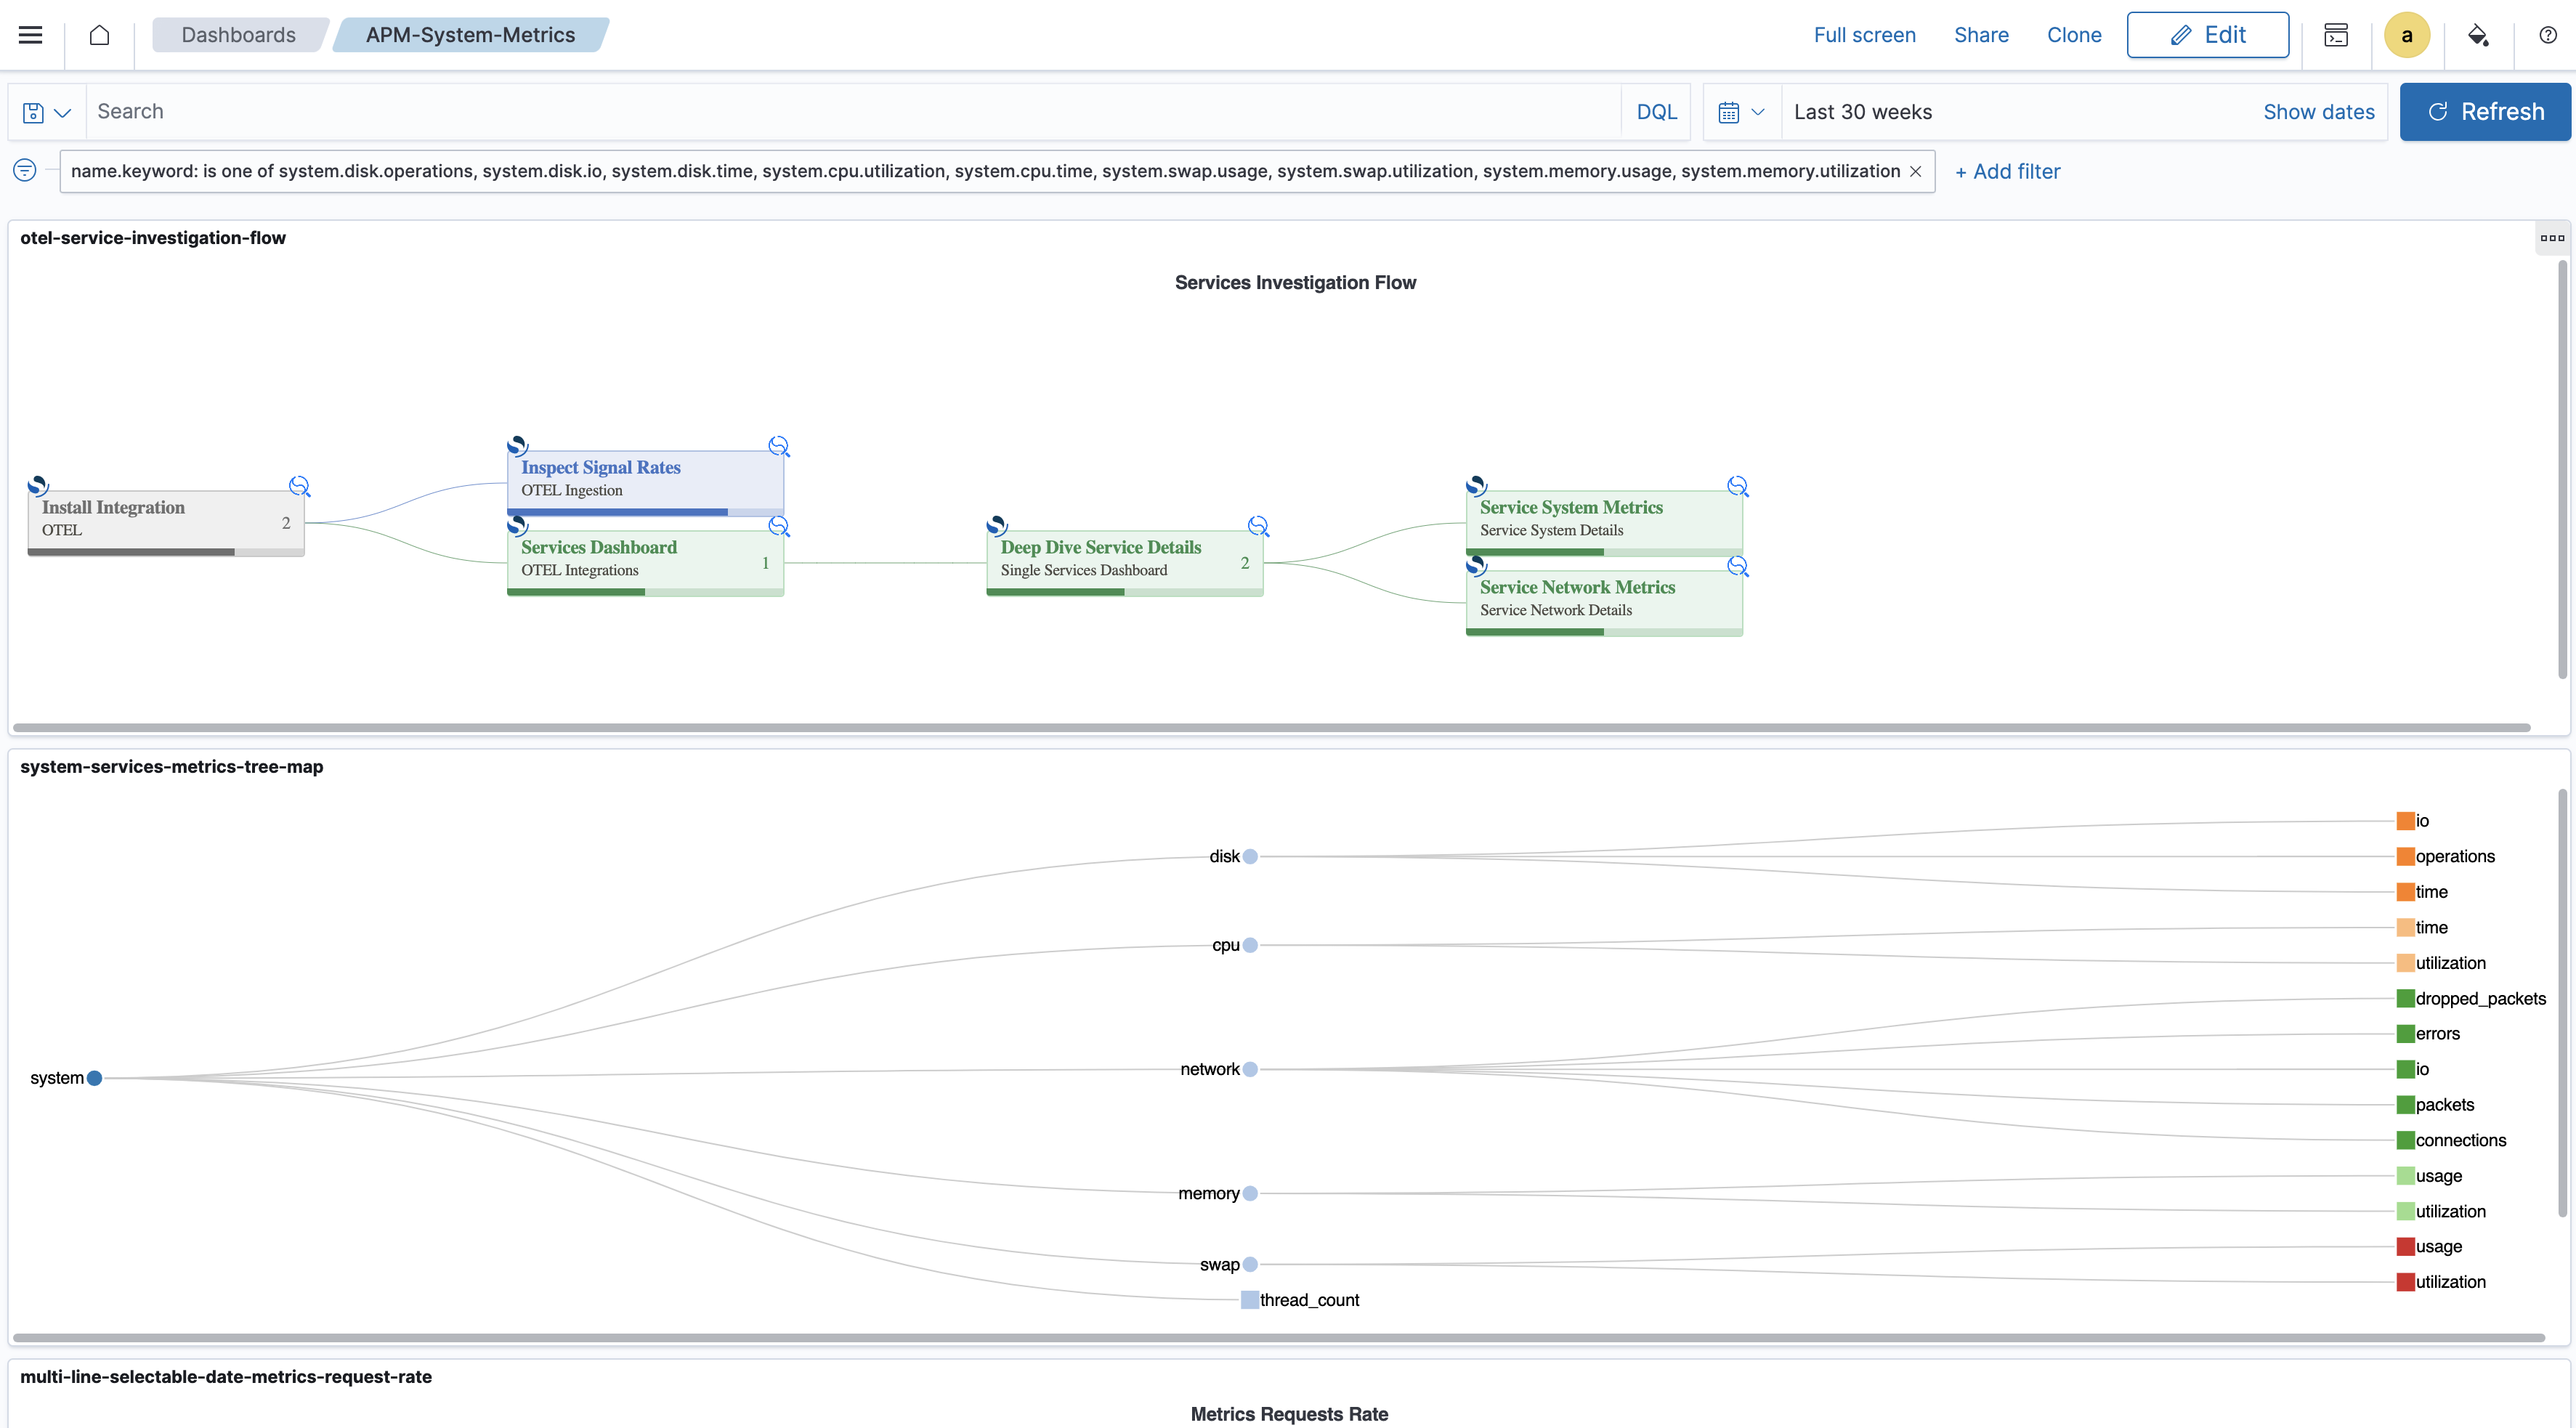 Dashboards
APM-System-Metrics
Full screen
Share
Clone
Edit
a
Search
DQL
Last 30 weeks
Show dates
Refresh
name.keyword: is one of system.disk.operations, system.disk.io, system.disk.time, system.cpu.utilization, system.cpu.time, system.swap.usage, system.swap.utilization, system.memory.usage, system.memory.utilization
+ Add filter
otel-service-investigation-flow
Services Investigation Flow
Install Integration
OTEL
2
Inspect Signal Rates
OTEL Ingestion
Services Dashboard
OTEL Integrations
1
Deep Dive Service Details
Single Services Dashboard
2
Service System Metrics
Service System Details
Service Network Metrics
Service Network Details
system-services-metrics-tree-map
system
disk
cpu
network
memory
swap
thread_count
io
operations
time
time
utilization
dropped_packets
errors
io
packets
connections
usage
utilization
usage
utilization
multi-line-selectable-date-metrics-request-rate
Metrics Requests Rate